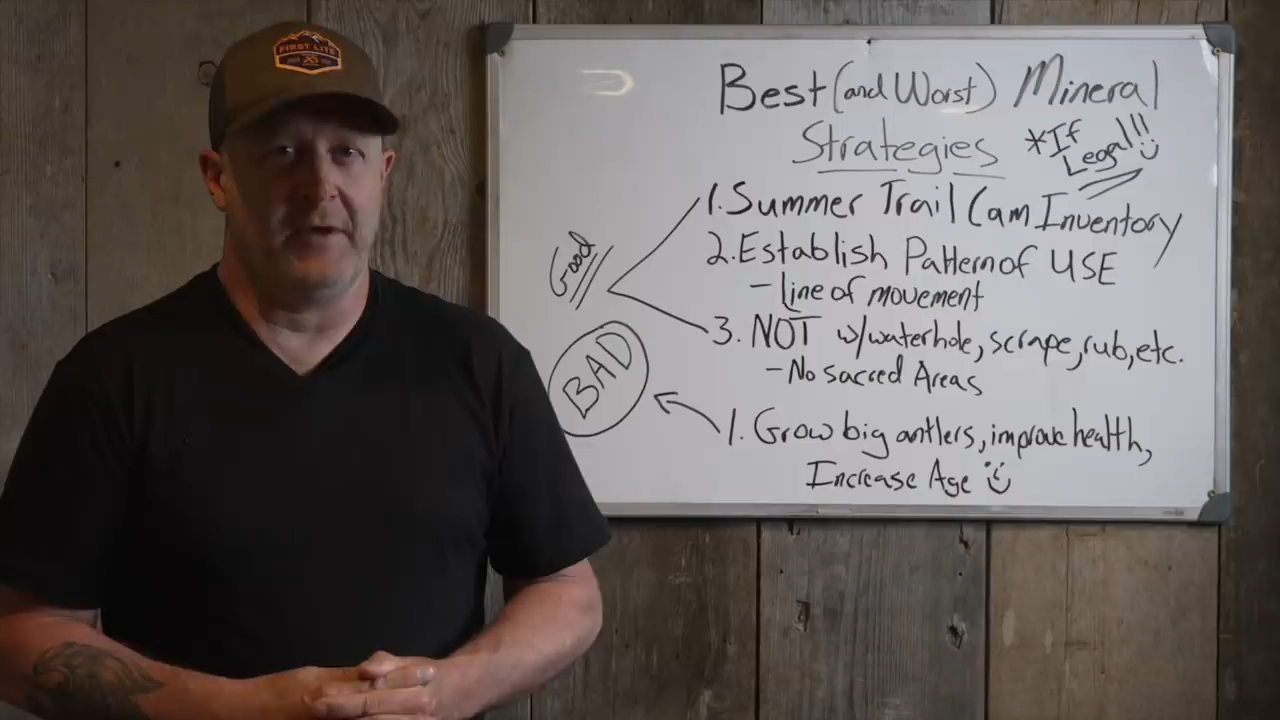 FIRST LITE
Best (and Worst) Mineral
Strategies
*If
Legal!!
1. Summer Trail Cam Inventory
2. Establish Pattern of USE
- Line of movement
Good
3. NOT w/waterhole, scrape, rub, etc.
- No sacred Areas
BAD
1. Grow big antlers, improve health,
Increase Age